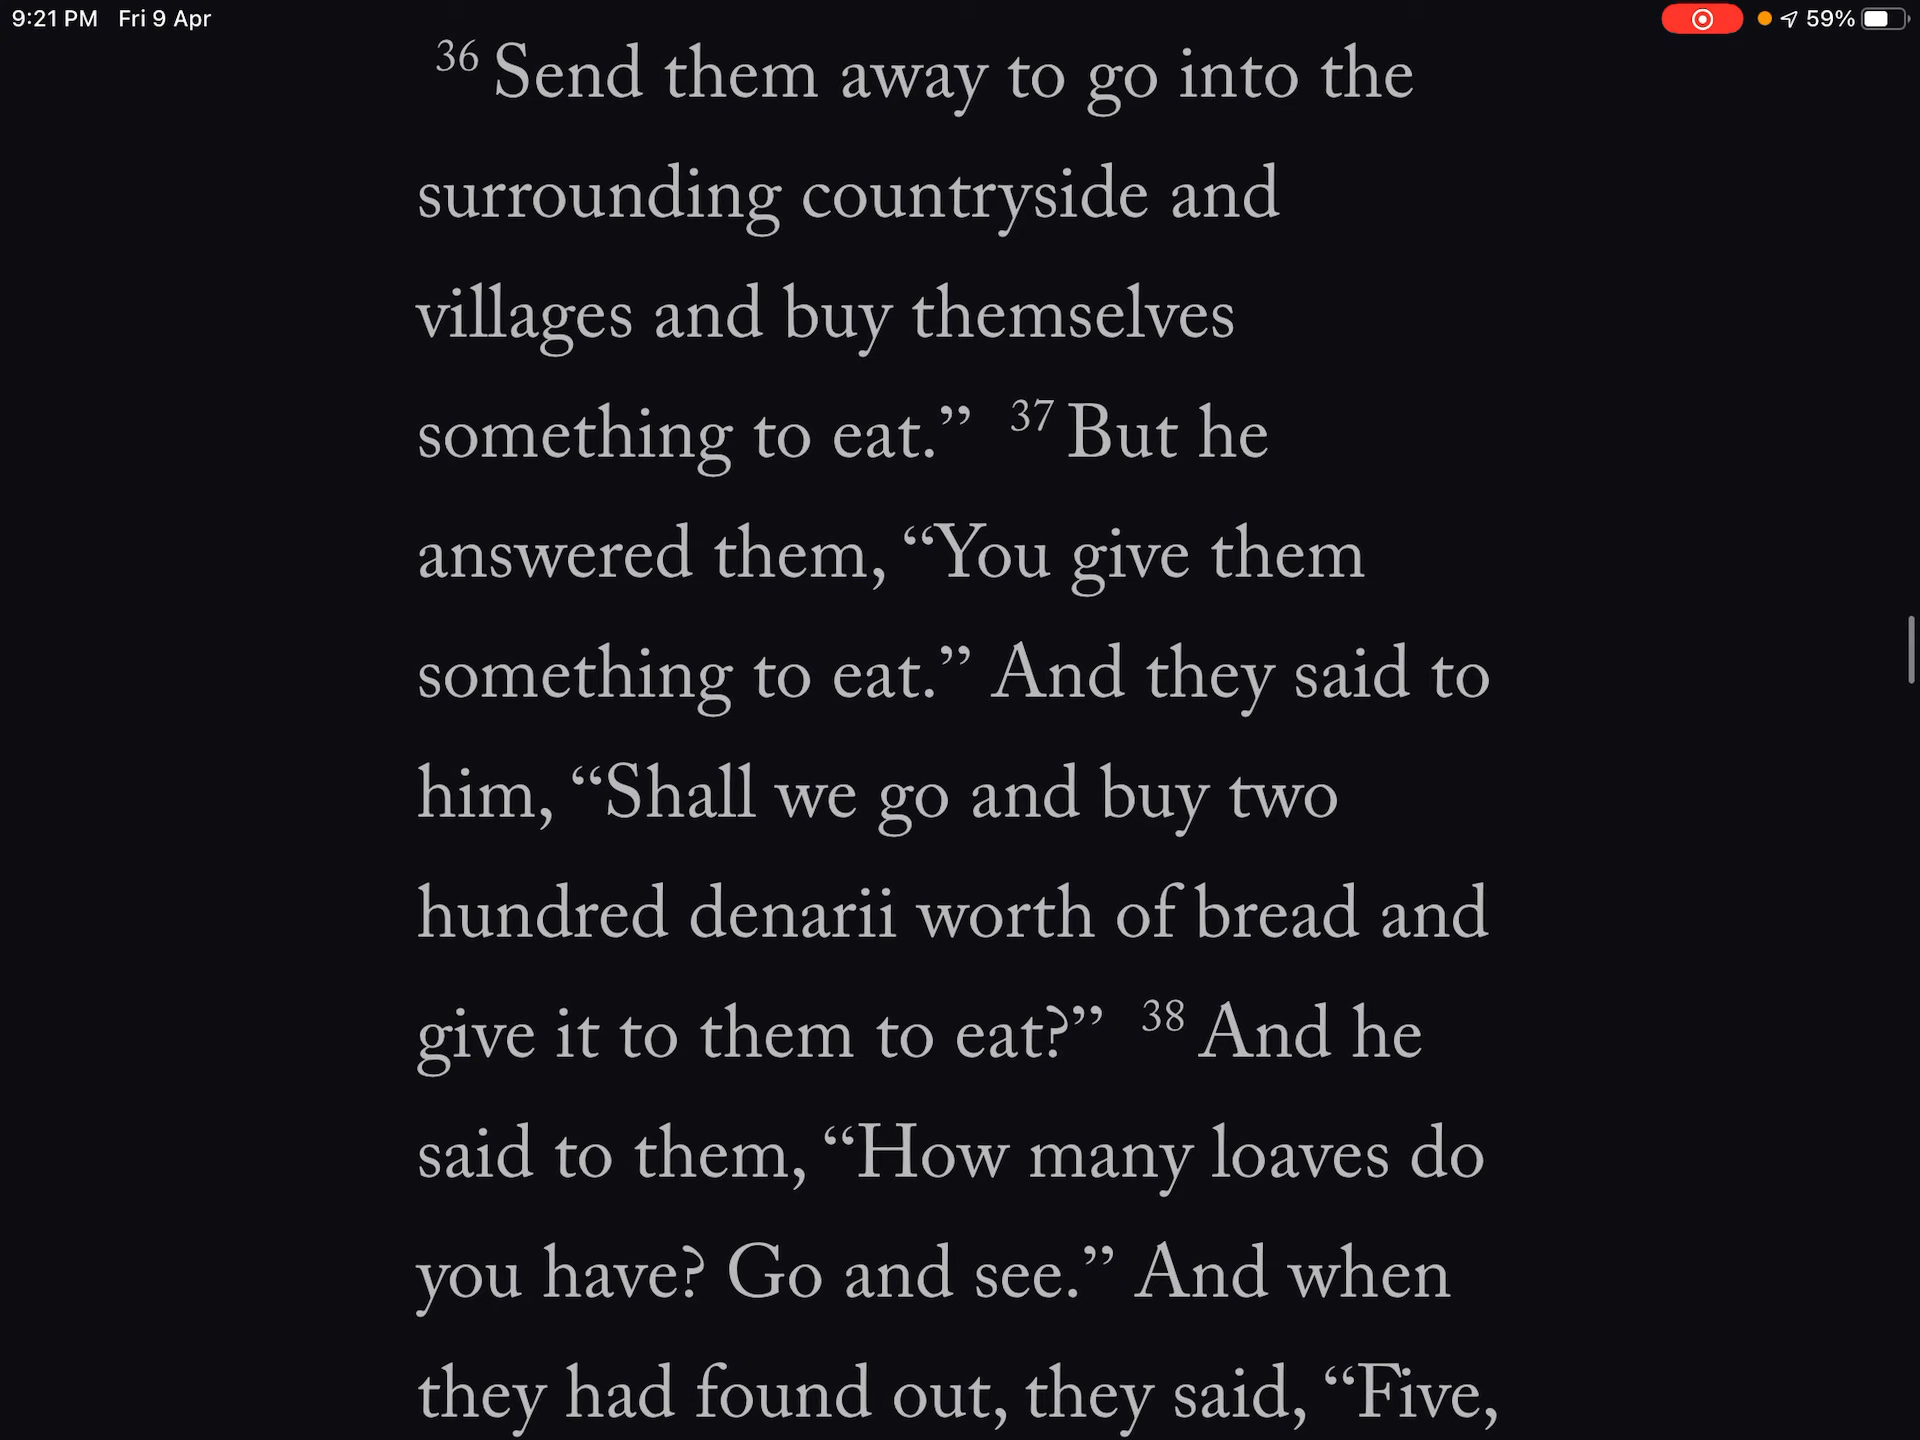 9:21 PM Fri 9 Apr 59%
36 Send them away to go into the
surrounding countryside and
villages and buy themselves
something to eat.” 37 But he
answered them, “You give them
something to eat.” And they said to
him, “Shall we go and buy two
hundred denarii worth of bread and
give it to them to eat?” 38 And he
said to them, “How many loaves do
you have? Go and see.” And when
they had found out, they said, “Five,